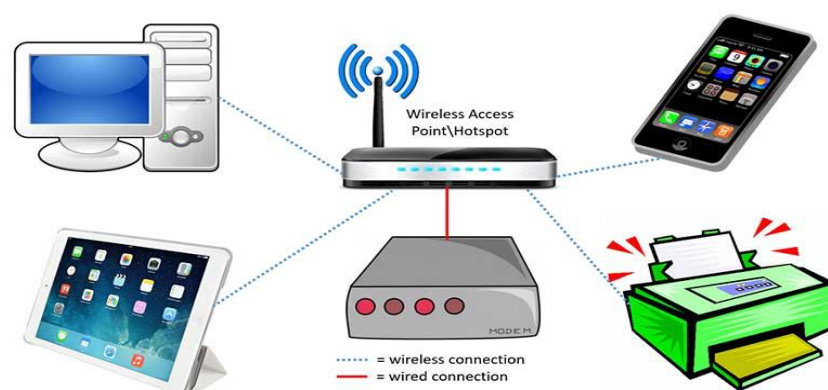 Wireless Access
Point\Hotspot
MODEM
= wireless connection
= wired connection